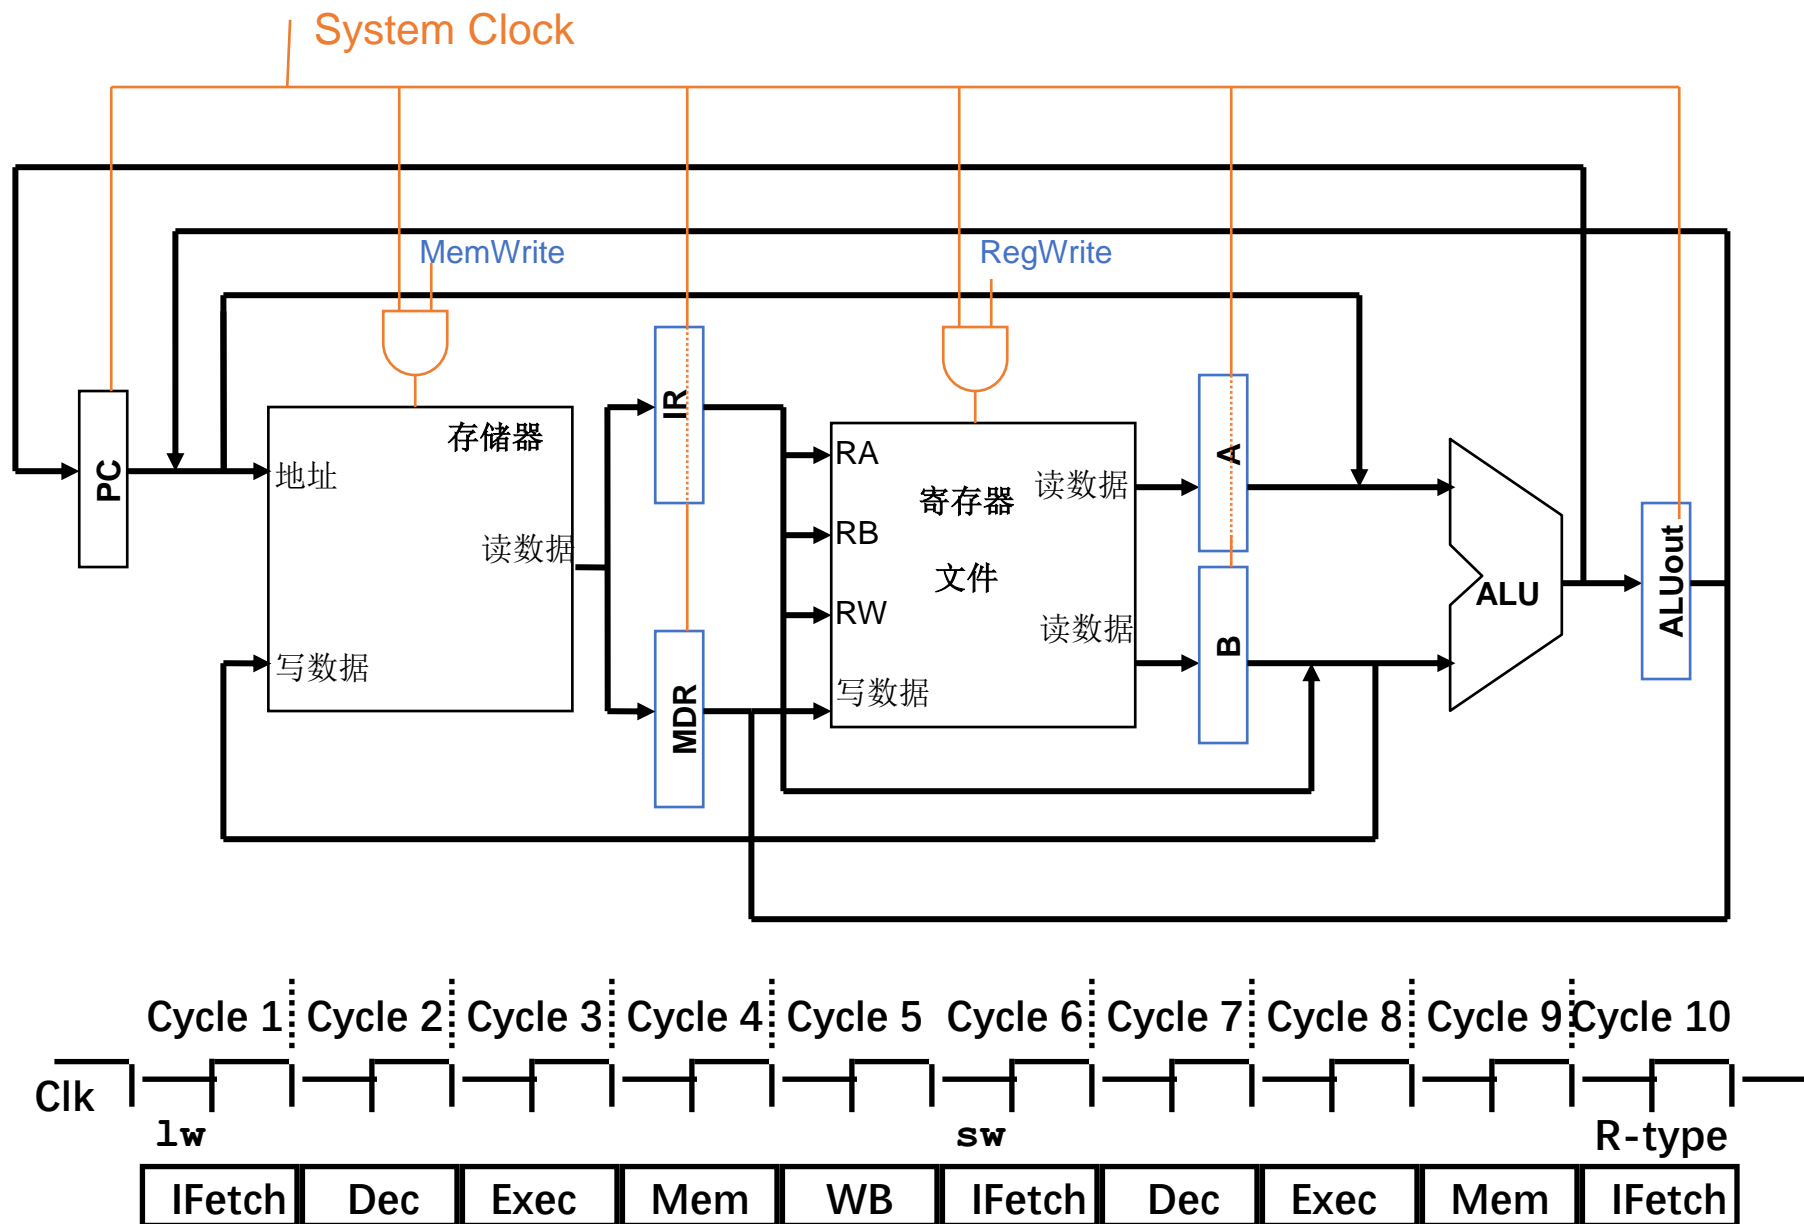 System Clock
MemWrite
RegWrite
存储器
地址
读数据
写数据
PC
IR
MDR
RA
RB
RW
写数据
寄存器
文件
读数据
读数据
A
B
ALU
ALUout
Cycle 1 Cycle 2 Cycle 3 Cycle 4 Cycle 5 Cycle 6 Cycle 7 Cycle 8 Cycle 9 Cycle 10
Clk
lw sw R-type
IFetch Dec Exec Mem WB IFetch Dec Exec Mem IFetch